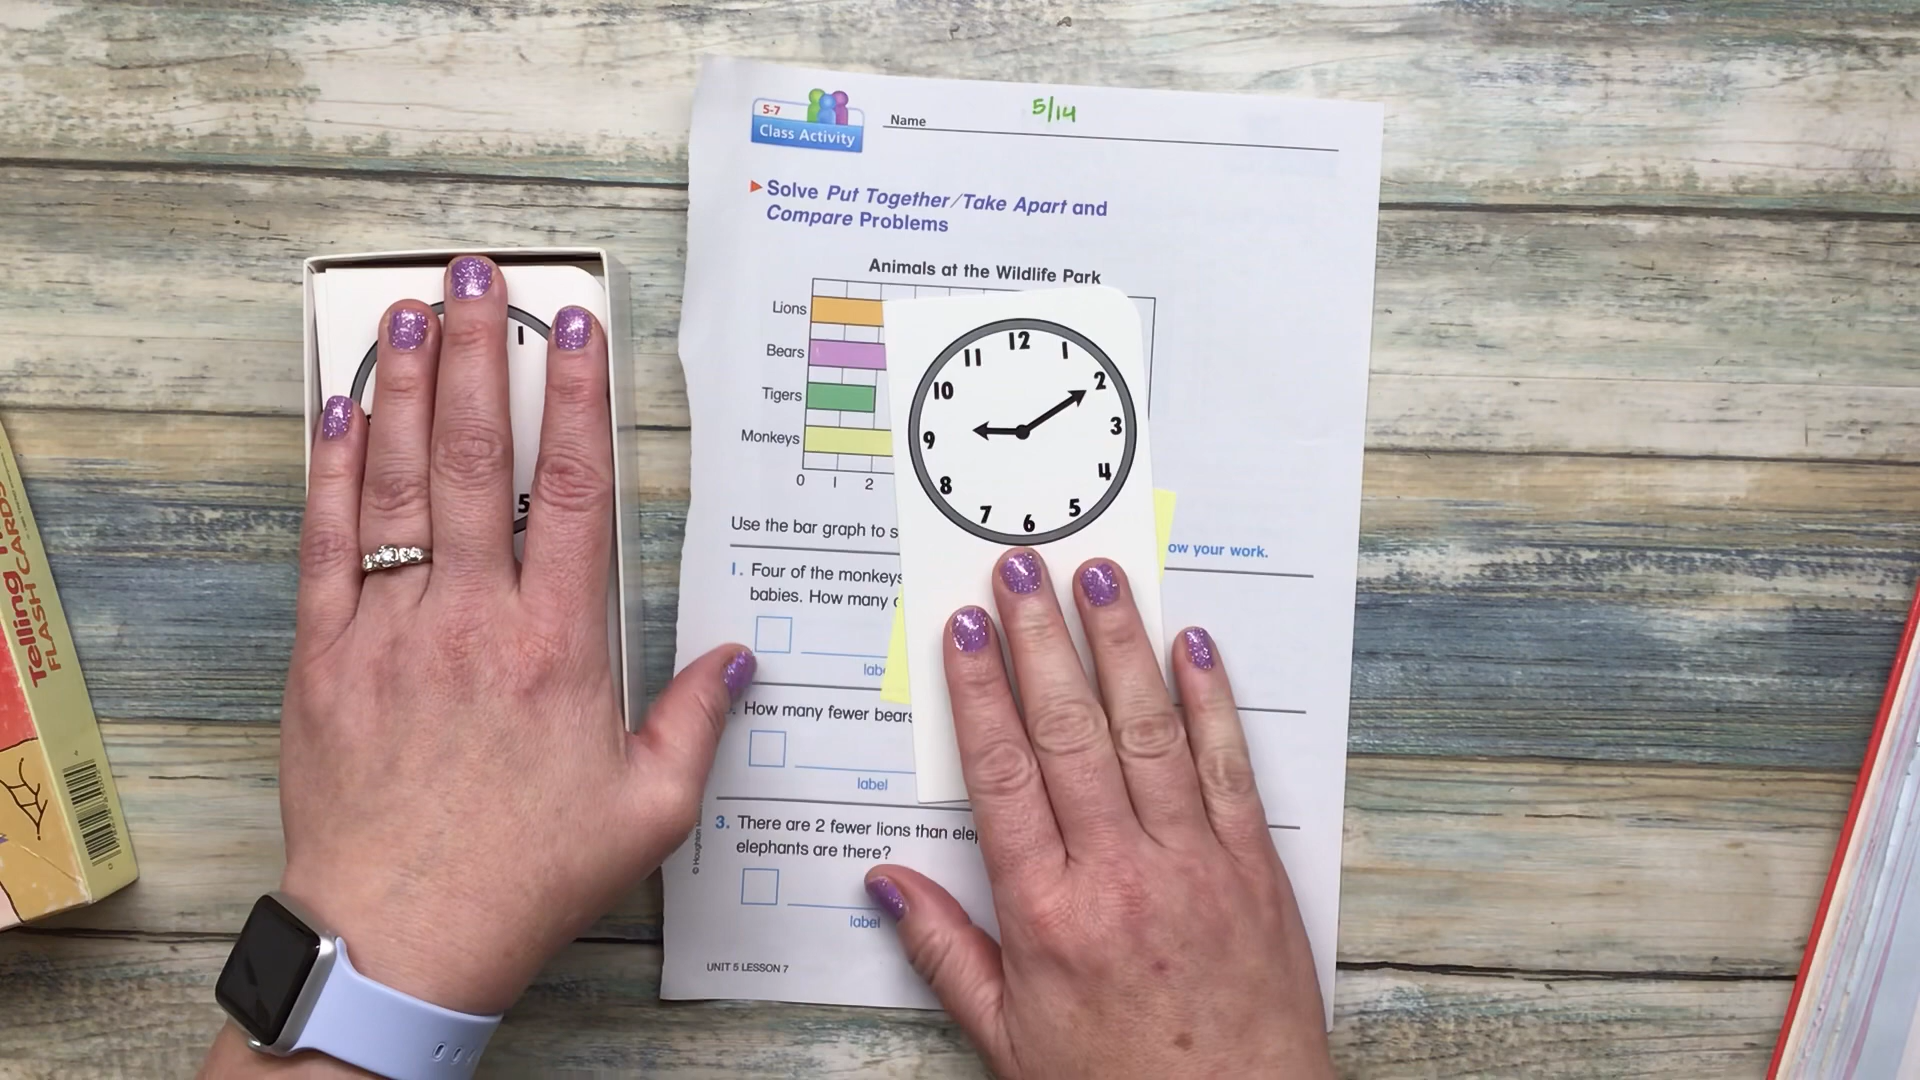 5-7
Class Activity
Name
5/14
Solve Put Together/Take Apart and
Compare Problems
Animals at the Wildlife Park
Lions
Bears
Tigers
Monkeys
0 1 2
Use the bar graph to
ow your work.
1. Four of the monkeys
babies. How many
label
How many fewer bears
label
3. There are 2 fewer lions than
elephants are there?
label
UNIT 5 LESSON 7
12
1
2
3
4
5
6
7
8
9
10
11
1
5
Telling
FLASH CARDS